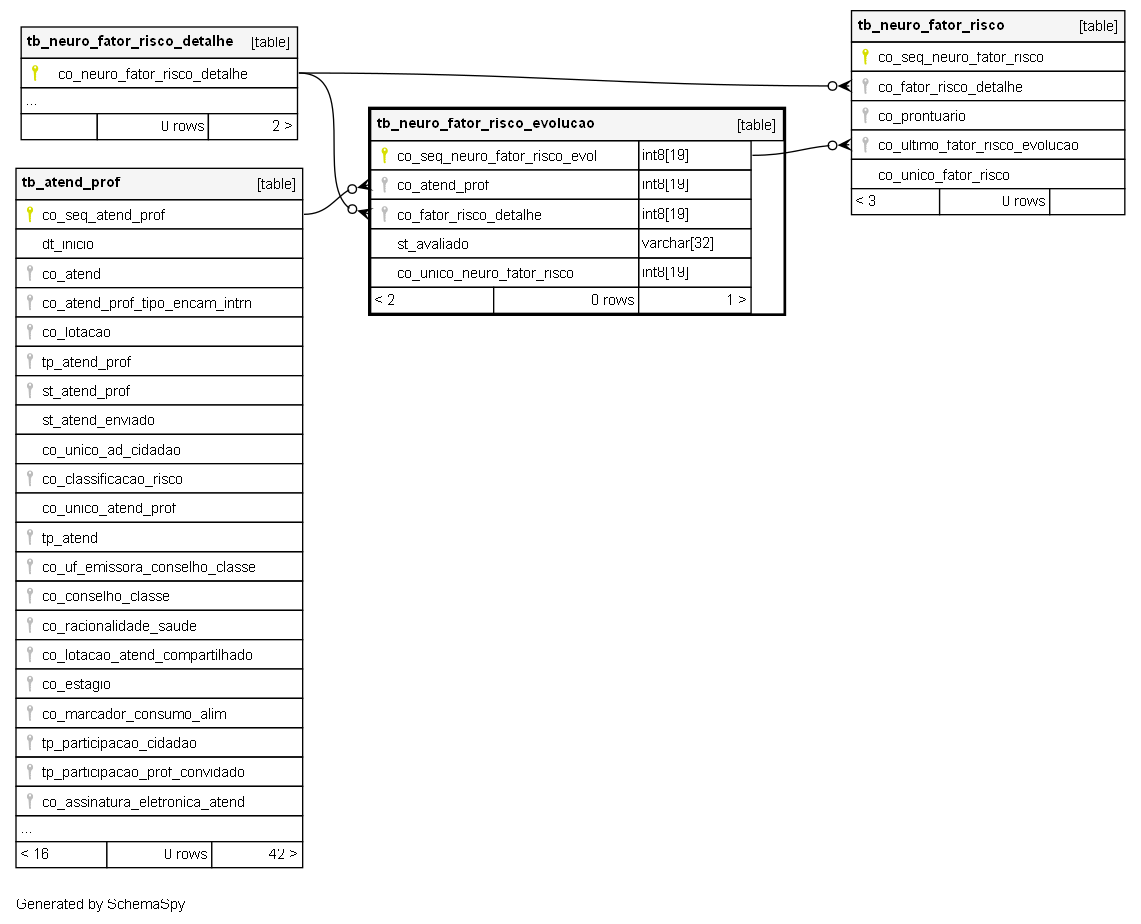 tb_neuro_fator_risco_detalhe [table]
co_neuro_fator_risco_detalhe
...
0 rows 2 >
tb_neuro_fator_risco [table]
co_seq_neuro_fator_risco
co_fator_risco_detalhe
co_prontuario
co_ultimo_fator_risco_evolucao
co_unico_fator_risco
< 3 0 rows
tb_neuro_fator_risco_evolucao [table]
co_seq_neuro_fator_risco_evol int8[19]
co_atend_prof int8[19]
co_fator_risco_detalhe int8[19]
st_avaliado varchar[32]
co_unico_neuro_fator_risco int8[19]
< 2 0 rows 1 >
tb_atend_prof [table]
co_seq_atend_prof
dt_inicio
co_atend
co_atend_prof_tipo_encam_intrn
co_lotacao
tp_atend_prof
st_atend_prof
st_atend_enviado
co_unico_ad_cidadao
co_classificacao_risco
co_unico_atend_prof
tp_atend
co_uf_emissora_conselho_classe
co_conselho_classe
co_racionalidade_saude
co_lotacao_atend_compartilhado
co_estagio
co_marcador_consumo_alim
tp_participacao_cidadao
tp_participacao_prof_convidado
co_assinatura_eletronica_atend
...
< 16 0 rows 42 >
Generated by SchemaSpy